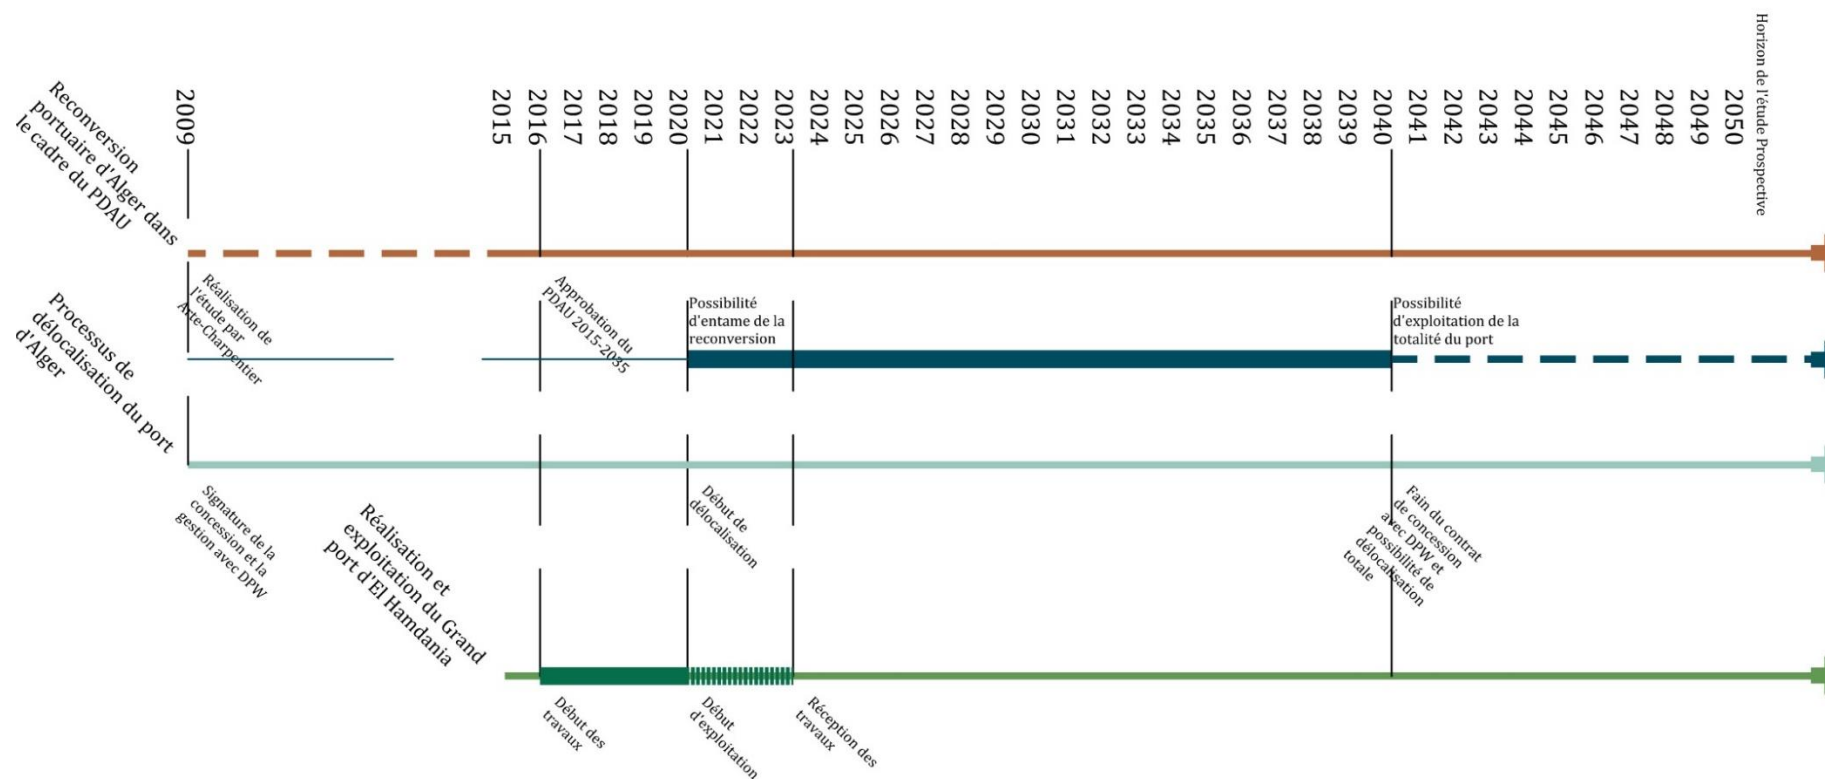 Horizon de l'étude Prospective
2009
2015
2016
2017
2018
2019
2020
2021
2022
2023
2024
2025
2026
2027
2028
2029
2030
2031
2032
2033
2034
2035
2036
2037
2038
2039
2040
2041
2042
2043
2044
2045
2046
2047
2048
2049
2050
Reconversion
portuaire d'Alger dans
le cadre du PDAU
Réalisation de
l'étude par
Arte-Charpentier
Approbation du
PDAU 2015-2035
Possibilité
d'entame de la
reconversion
Possibilité
d'exploitation de la
totalité du port
Processus de
délocalisation du port
d'Alger
Signature de la
concession et la
gestion avec DPW
Début de
délocalisation
Fain du contrat
de concession
avec DPW et
possibilité de
délocalisation
totale
Réalisation et
exploitation du Grand
port d'El Hamdania
Début des
travaux
Début
d'exploitation
Réception des
travaux